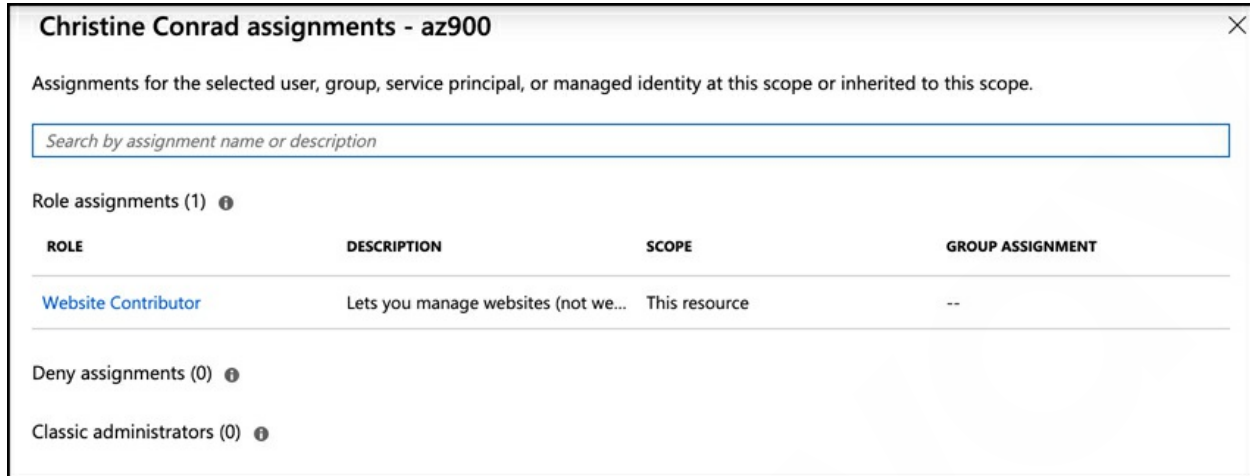 Christine Conrad assignments - az900
Assignments for the selected user, group, service principal, or managed identity at this scope or inherited to this scope.
Search by assignment name or description
Role assignments (1)
ROLE DESCRIPTION SCOPE GROUP ASSIGNMENT
Website Contributor Lets you manage websites (not we... This resource --
Deny assignments (0)
Classic administrators (0)